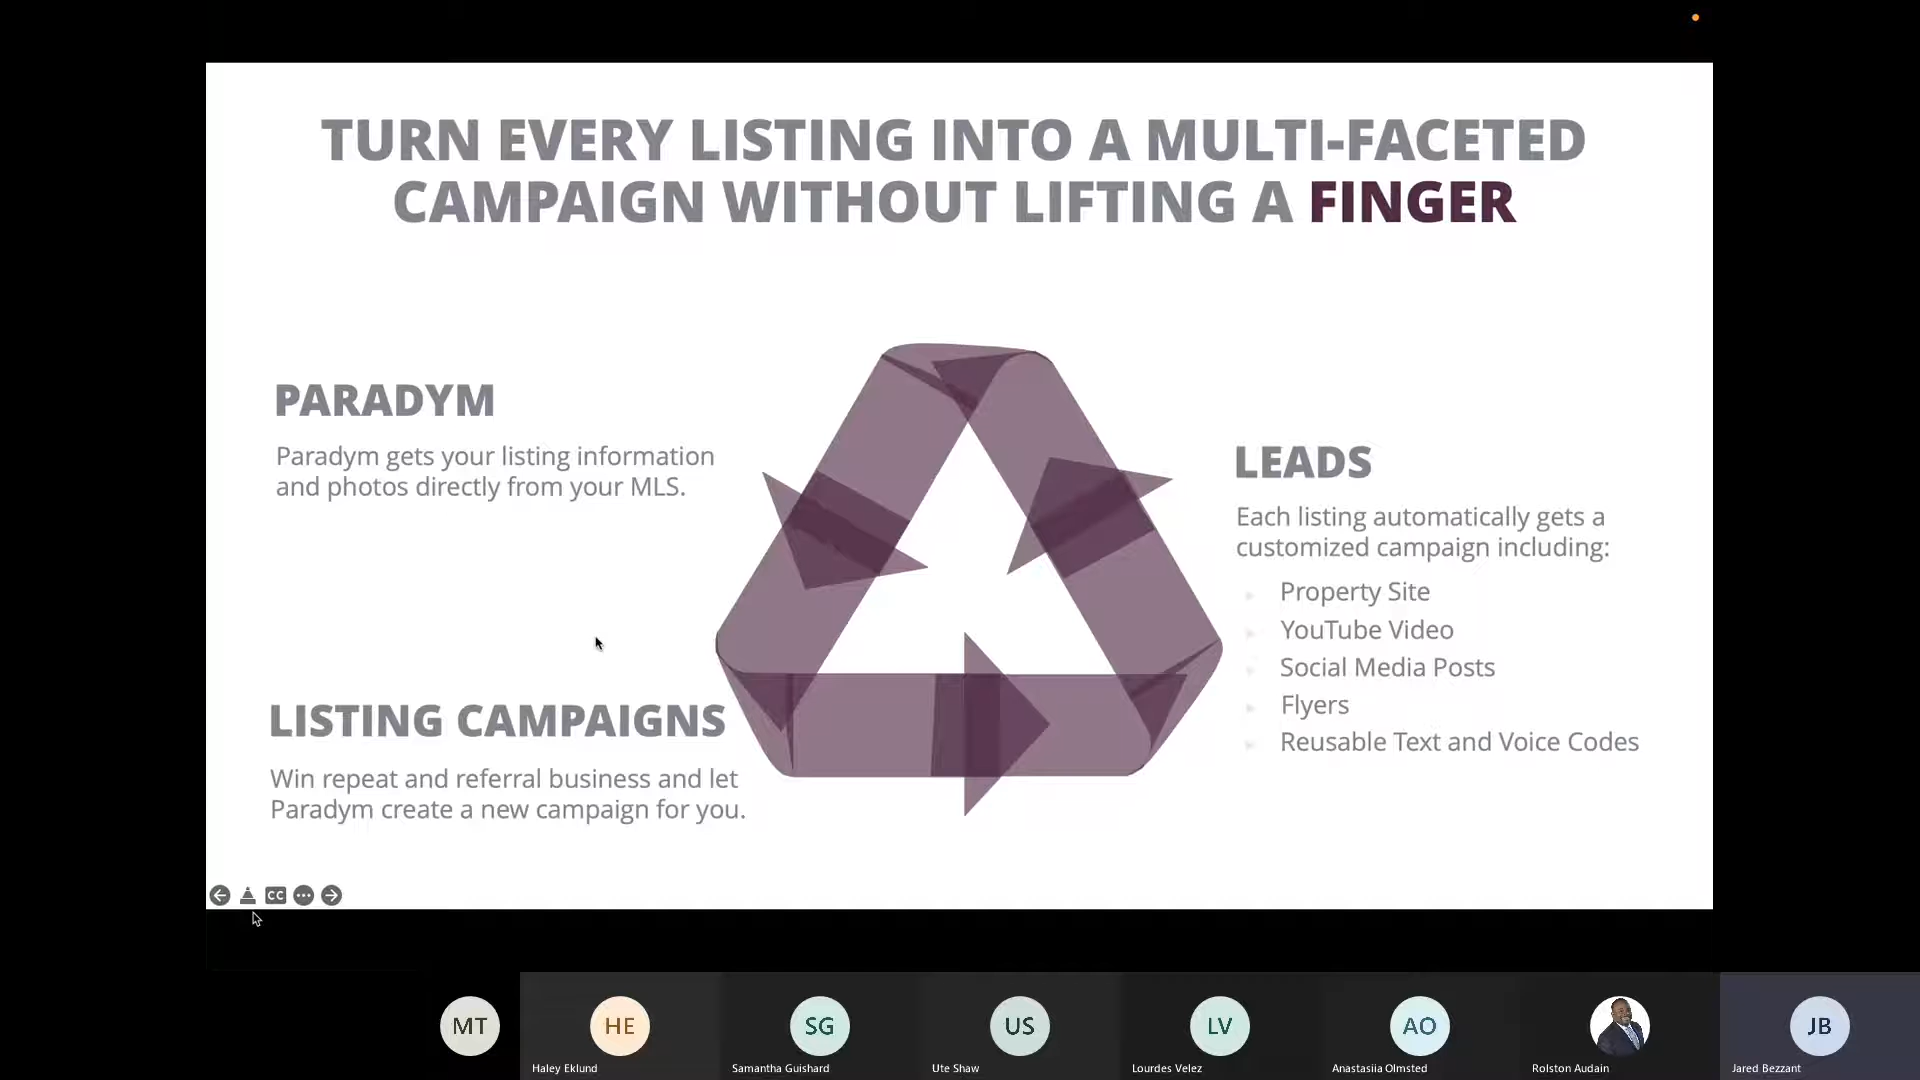 TURN EVERY LISTING INTO A MULTI-FACETED
CAMPAIGN WITHOUT LIFTING A FINGER
PARADYM
Paradym gets your listing information
and photos directly from your MLS.
LEADS
Each listing automatically gets a
customized campaign including:
Property Site
YouTube Video
Social Media Posts
Flyers
Reusable Text and Voice Codes
LISTING CAMPAIGNS
Win repeat and referral business and let
Paradym create a new campaign for you.
CC
MT
HE
SG
US
LV
AO
JB
Haley Eklund
Samantha Guishard
Ute Shaw
Lourdes Velez
Anastasiia Olmsted
Rolston Audain
Jared Bezzant